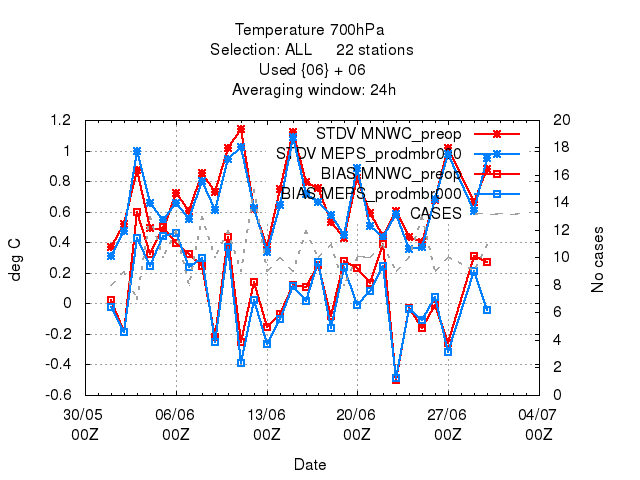 Temperature 700hPa
Selection: ALL 22 stations
Used {06} + 06
Averaging window: 24h
1.2
1
0.8
0.6
0.4
0.2
0
-0.2
-0.4
-0.6
deg C
20
18
16
14
12
10
8
6
4
2
0
No cases
STDV MNWC_preop
STDV MEPS_prodmbr000
BIAS MNWC_preop
BIAS MEPS_prodmbr000
CASES
30/05 06/06 13/06 20/06 27/06 04/07
00Z 00Z 00Z 00Z 00Z 00Z
Date